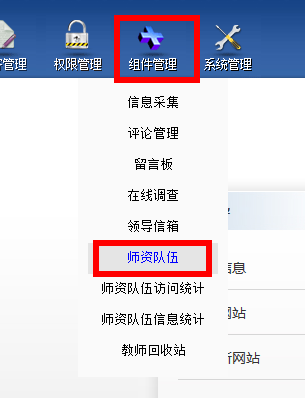 管理
权限管理
组件管理
系统管理
信息采集
评论管理
留言板
在线调查
领导信箱
师资队伍
师资队伍访问统计
师资队伍信息统计
教师回收站
信息
网站
新网站